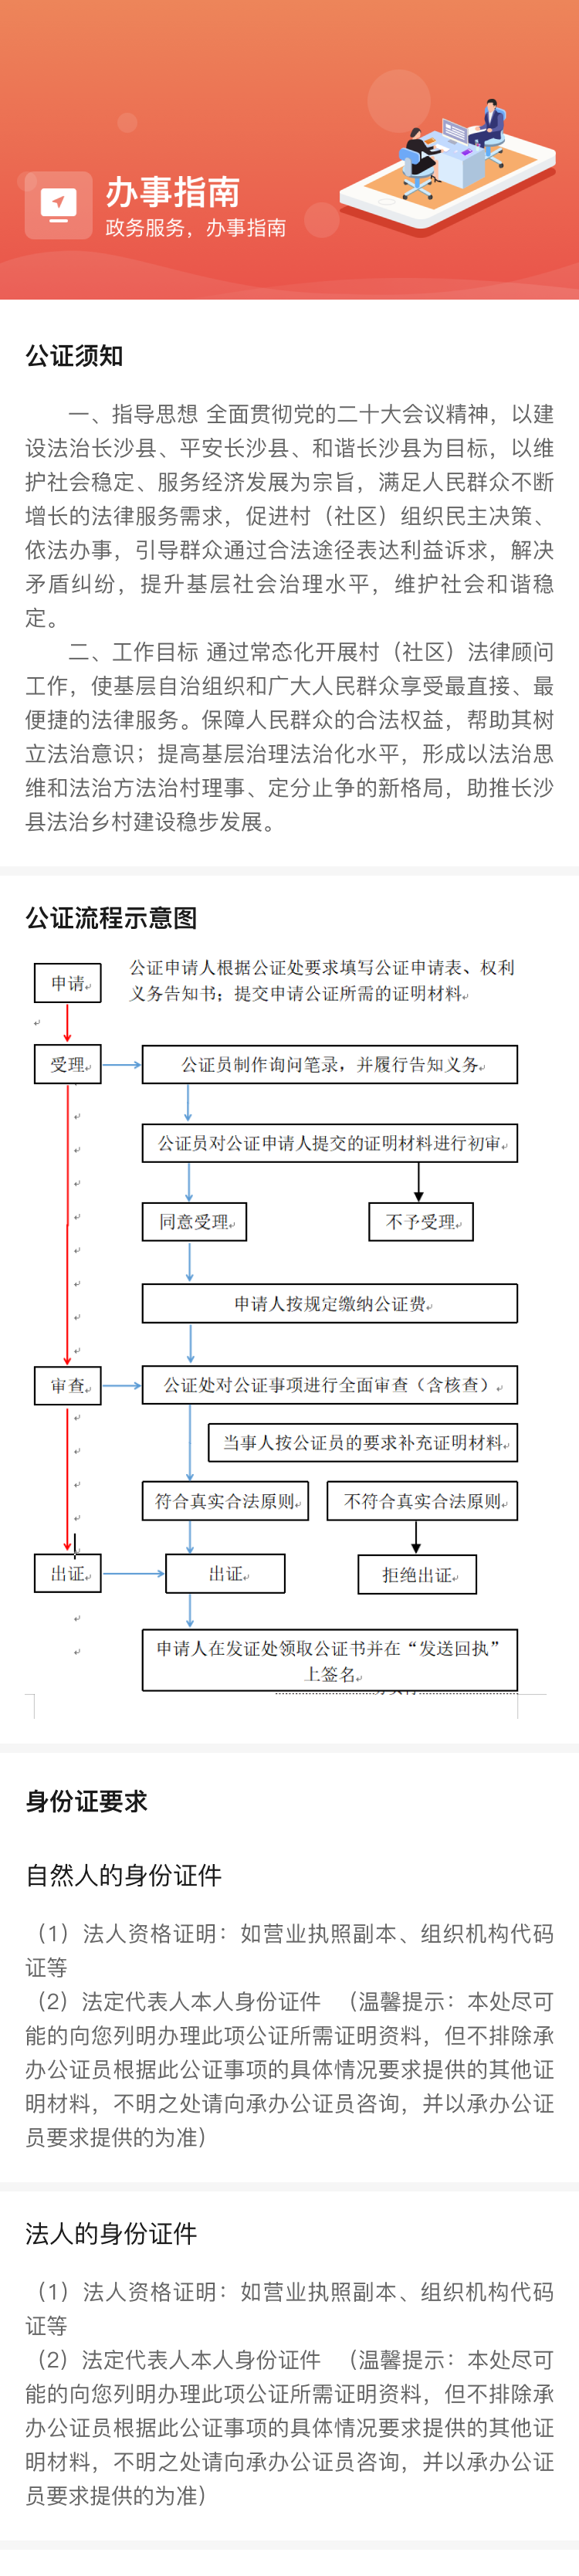 办事指南
政务服务，办事指南
公证须知
一、指导思想 全面贯彻党的二十大会议精神，以建
设法治长沙县、平安长沙县、和谐长沙县为目标，以维
护社会稳定、服务经济发展为宗旨，满足人民群众不断
增长的法律服务需求，促进村（社区）组织民主决策、
依法办事，引导群众通过合法途径表达利益诉求，解决
矛盾纠纷，提升基层社会治理水平，维护社会和谐稳
定。
二、工作目标 通过常态化开展村（社区）法律顾问
工作，使基层自治组织和广大人民群众享受最直接、最
便捷的法律服务。保障人民群众的合法权益，帮助其树
立法治意识；提高基层治理法治化水平，形成以法治思
维和法治方法治村理事、定分止争的新格局，助推长沙
县法治乡村建设稳步发展。
公证流程示意图
申请
公证申请人根据公证处要求填写公证申请表、权利
义务告知书；提交申请公证所需的证明材料
受理
公证员制作询问笔录，并履行告知义务
公证员对公证申请人提交的证明材料进行初审
同意受理
不予受理
申请人按规定缴纳公证费
审查
公证处对公证事项进行全面审查（含核查）
当事人按公证员的要求补充证明材料
符合真实合法原则
不符合真实合法原则
出证
出证
拒绝出证
申请人在发证处领取公证书并在“发送回执”
上签名
身份证要求
自然人的身份证件
（1）法人资格证明：如营业执照副本、组织机构代码
证等
（2）法定代表人本人身份证件 （温馨提示：本处尽可
能的向您列明办理此项公证所需证明资料，但不排除承
办公证员根据此公证事项的具体情况要求提供的其他证
明材料，不明之处请向承办公证员咨询，并以承办公证
员要求提供的为准）
法人的身份证件
（1）法人资格证明：如营业执照副本、组织机构代码
证等
（2）法定代表人本人身份证件 （温馨提示：本处尽可
能的向您列明办理此项公证所需证明资料，但不排除承
办公证员根据此公证事项的具体情况要求提供的其他证
明材料，不明之处请向承办公证员咨询，并以承办公证
员要求提供的为准）